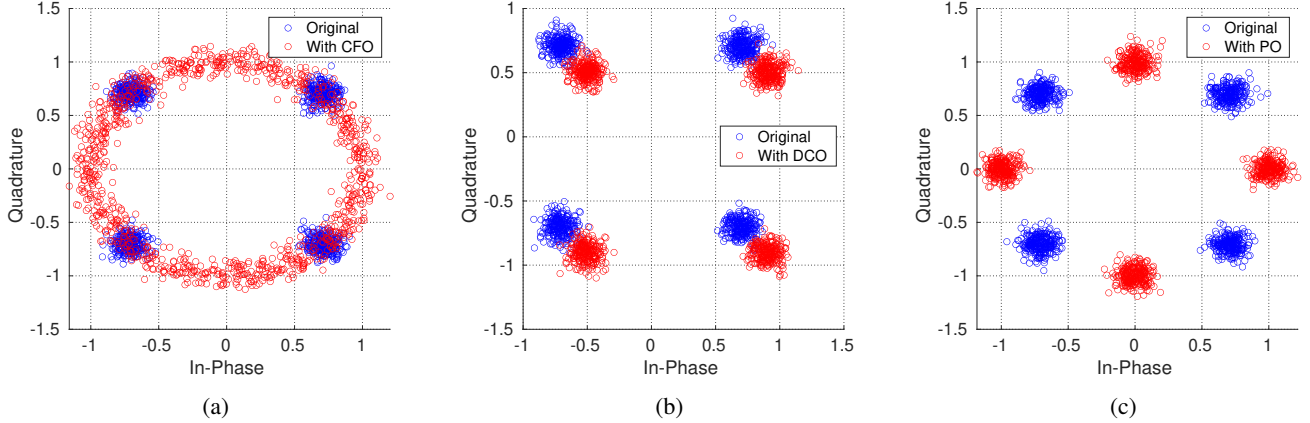 1.5
1
0.5
0
-0.5
-1
-1.5
Quadrature
-1
-0.5
0
0.5
1
In-Phase
Original
With CFO
(a)
1
0.5
0
-0.5
-1
-1.5
Quadrature
-1
-0.5
0
0.5
1
1.5
In-Phase
Original
With DCO
(b)
1.5
1
0.5
0
-0.5
-1
-1.5
Quadrature
-1
-0.5
0
0.5
1
In-Phase
Original
With PO
(c)